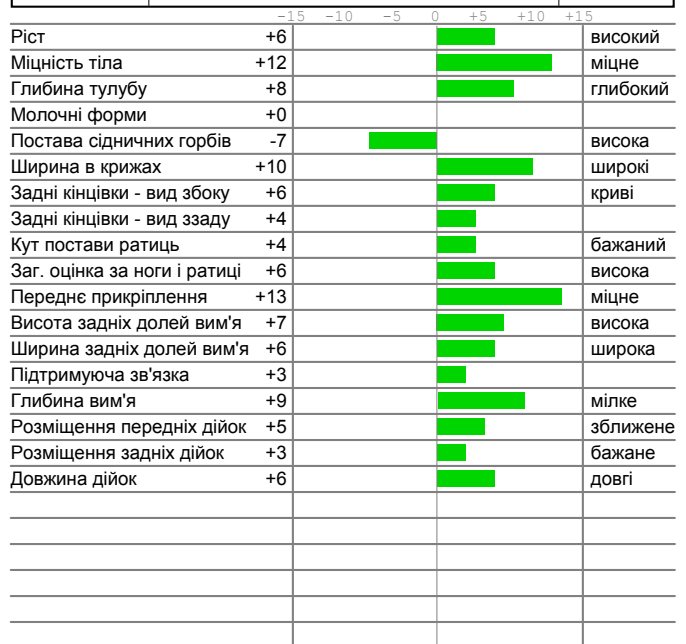 -15 -10 -5 0 +5 +10 +15
Ріст +6 високий
Міцність тіла +12 міцне
Глибина тулубу +8 глибокий
Молочні форми +0
Постава сідничних горбів -7 висока
Ширина в крижах +10 широкі
Задні кінцівки - вид збоку +6 криві
Задні кінцівки - вид ззаду +4
Кут постави ратиць +4 бажаний
Заг. оцінка за ноги і ратиці +6 висока
Переднє прикріплення +13 міцне
Висота задніх долей вим'я +7 висока
Ширина задніх долей вим'я +6 широка
Підтримуюча зв'язка +3
Глибина вим'я +9 мілке
Розміщення передніх дійок +5 зближене
Розміщення задніх дійок +3 бажане
Довжина дійок +6 довгі